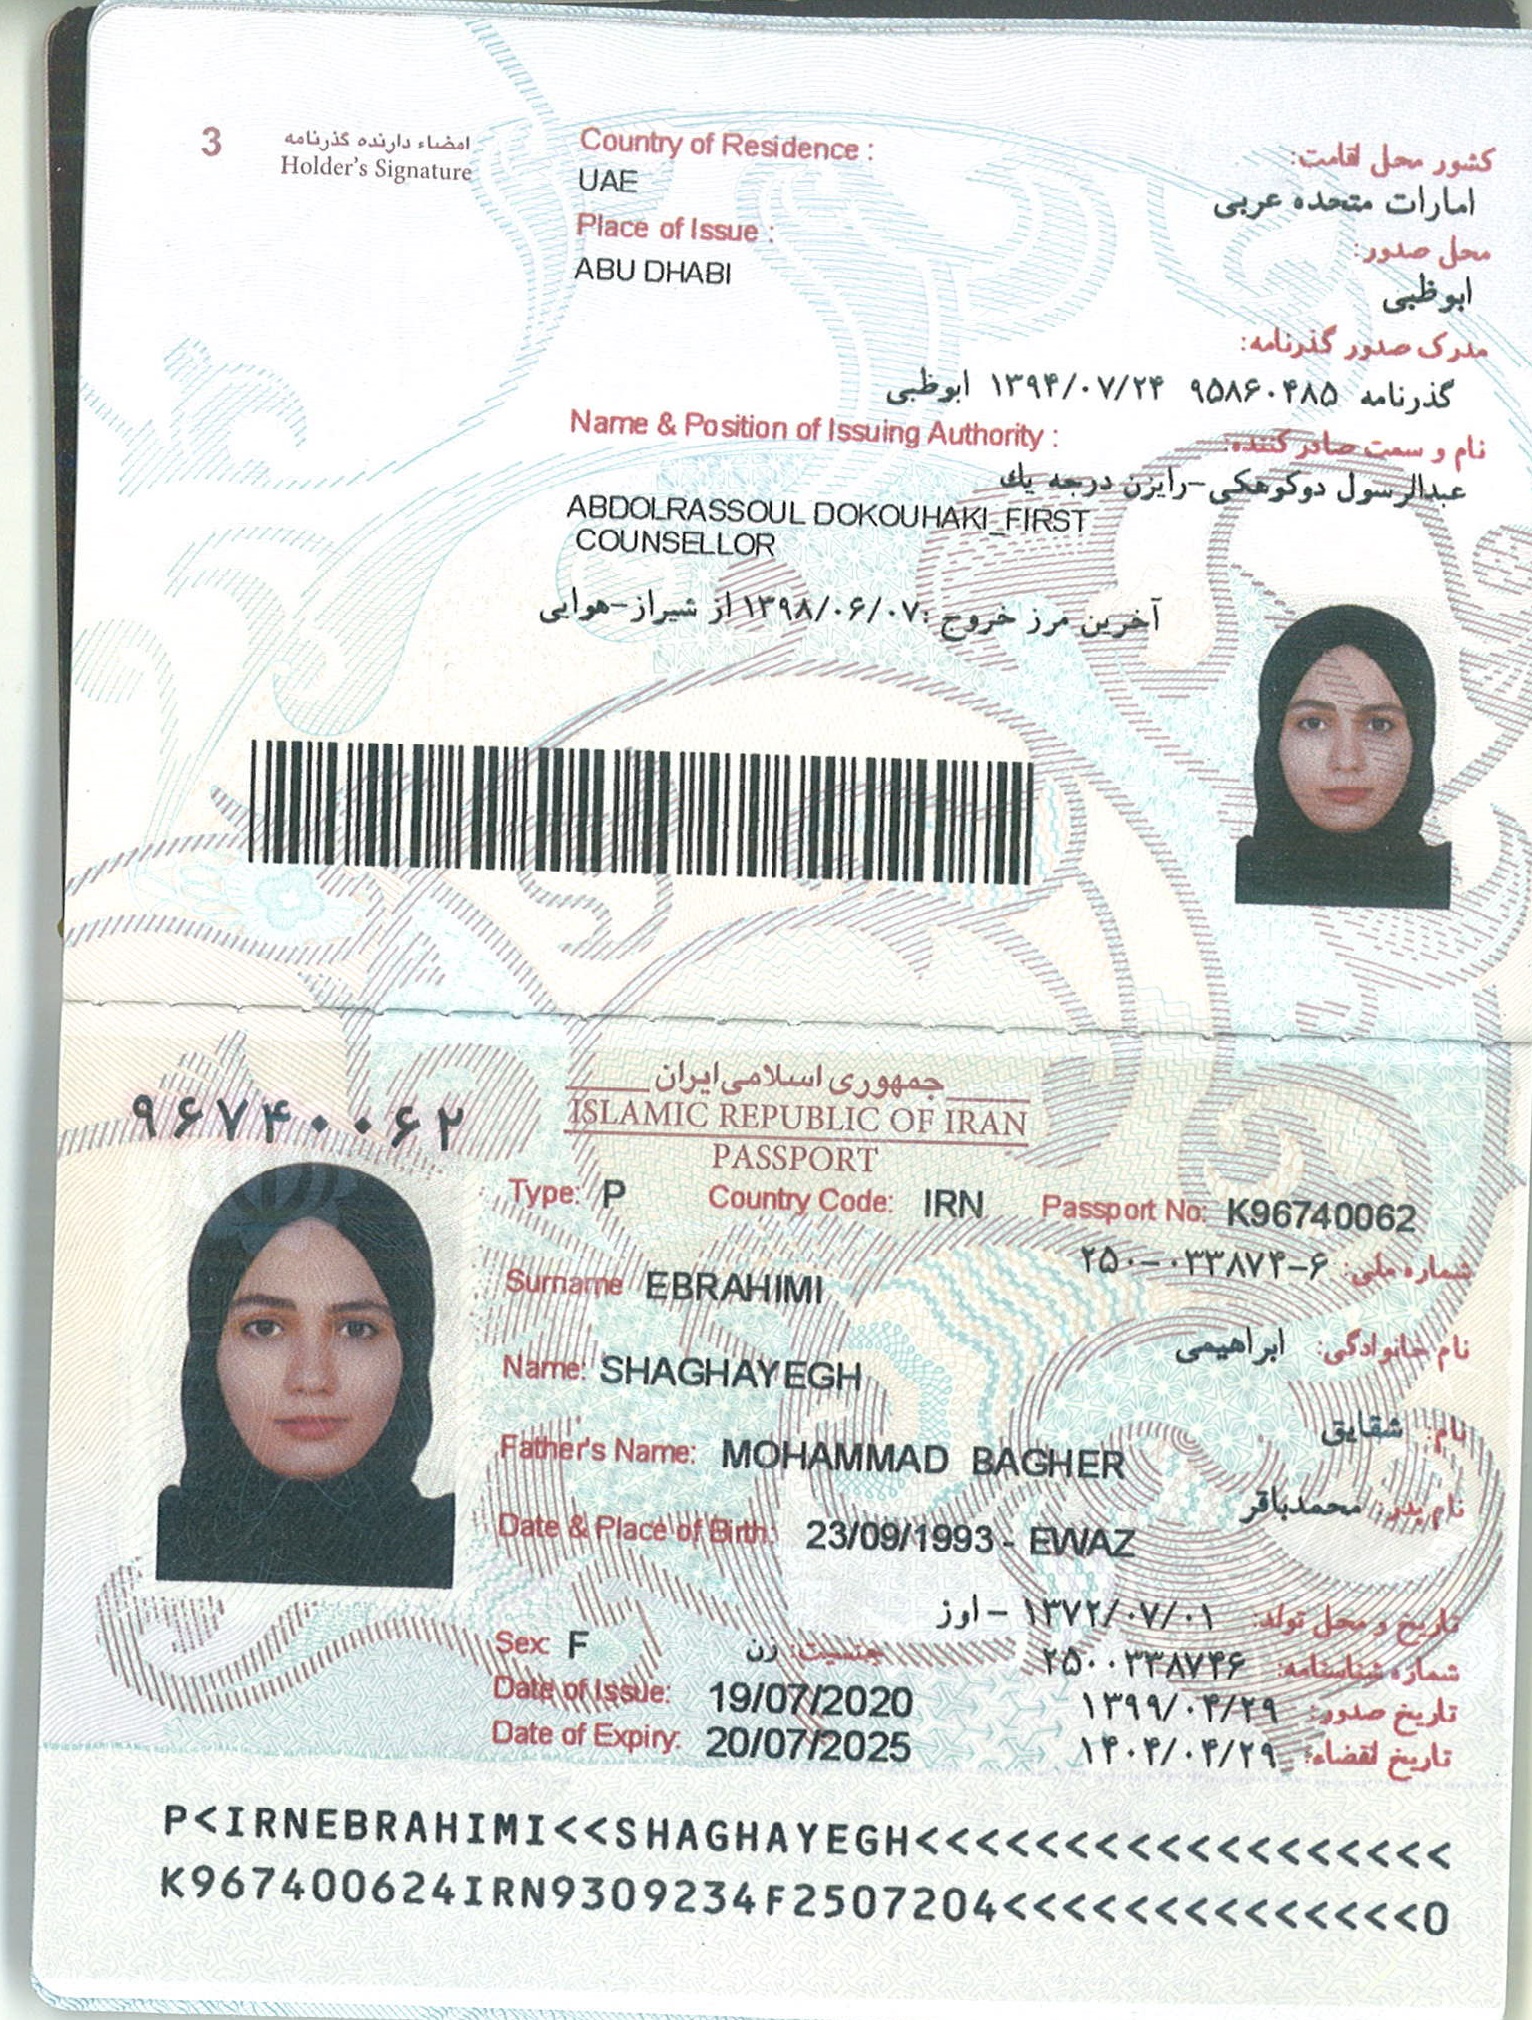 3
امضاء دارنده گذرنامه
Holder's Signature
Country of Residence :
کشور محل اقامت:
UAE
امارات متحده عربی
Place of Issue :
محل صدور:
ABU DHABI
ابوظبی
مدرک صدور گذرنامه:
گذرنامه ۹۵۸۶۰۴۸۵ ۱۳۹۴/۰۷/۲۴ ابوظبی
Name & Position of Issuing Authority :
نام و سمت صادر کننده:
عبدالرسول دوکوهکی-رایزن درجه یك
ABDOLRASSOUL DOKOUHAKI_FIRST
COUNSELLOR
آخرین مرز خروج :۱۳۹۸/۰۶/۰۷ از شیراز-هوایی
جمهوری اسلامی ایران
ISLAMIC REPUBLIC OF IRAN
PASSPORT
۹۶۷۴۰۰۶۲
Type: P Country Code: IRN Passport No: K96740062
شماره ملی: ۲۵۰-۰۳۳۸۷۴-۶
Surname EBRAHIMI
نام خانوادگی: ابراهیمی
Name: SHAGHAYEGH
نام: شقایق
Father's Name: MOHAMMAD BAGHER
نام پدر: محمدباقر
Date & Place of Birth: 23/09/1993 - EWAZ
تاریخ و محل تولد: ۱۳۷۲/۰۷/۰۱ - اوز
Sex: F
جنسیت: زن
شماره شناسنامه: ۲۵۰۰۳۳۸۷۴۶
Date of Issue: 19/07/2020
تاریخ صدور: ۱۳۹۹/۰۴/۲۹
Date of Expiry: 20/07/2025
تاریخ انقضاء: ۱۴۰۴/۰۴/۲۹
P<IRNEBRAHIMI<<SHAGHAYEGH<<<<<<<<<<<<<<<<<<<
K967400624IRN9309234F2507204<<<<<<<<<<<<<<<0